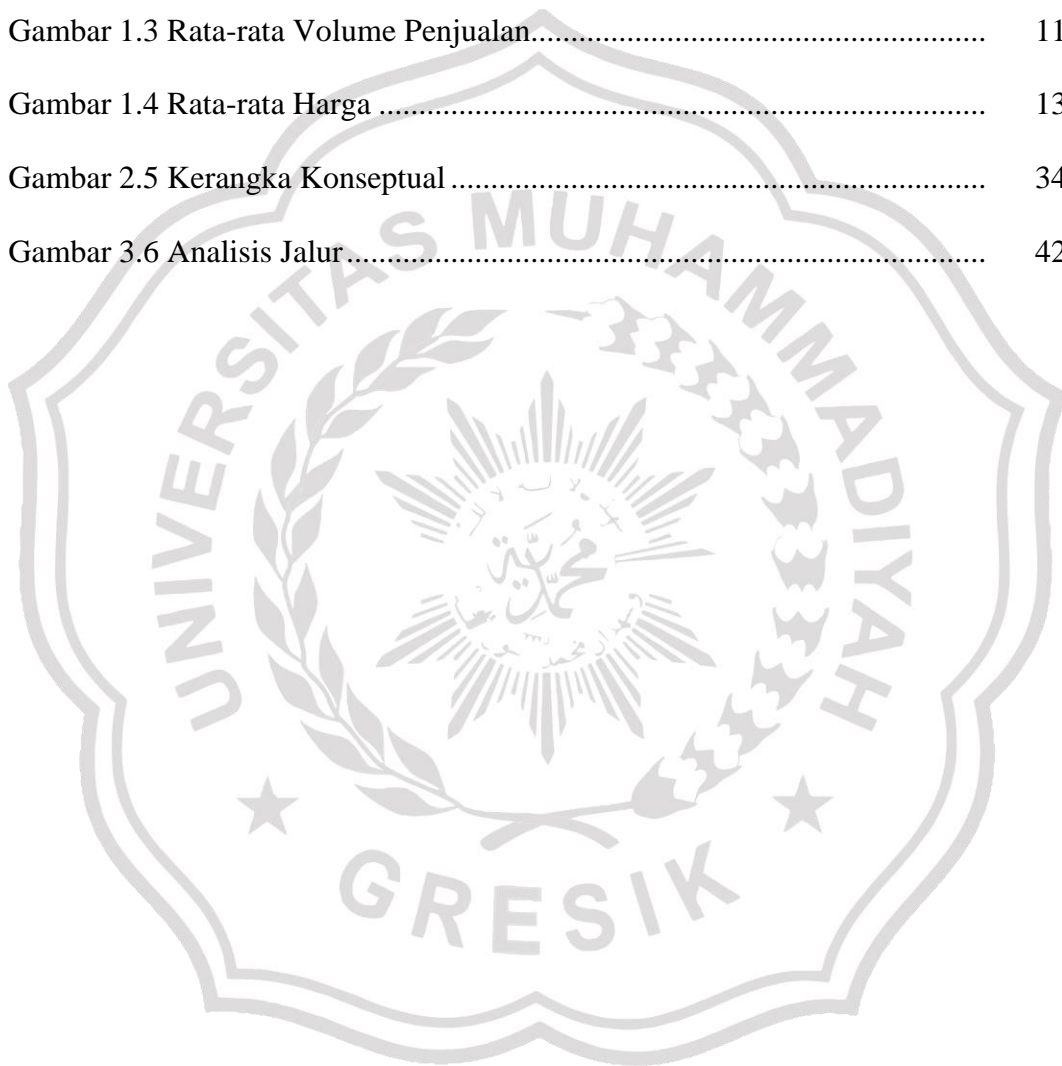 Gambar 1.3 Rata-rata Volume Penjualan............................................................ 11
Gambar 1.4 Rata-rata Harga ............................................................................. 13
Gambar 2.5 Kerangka Konseptual .................................................................... 34
Gambar 3.6 Analisis Jalur................................................................................. 42
UNIVERSITAS MUHAMMADIYAH
GRESIK